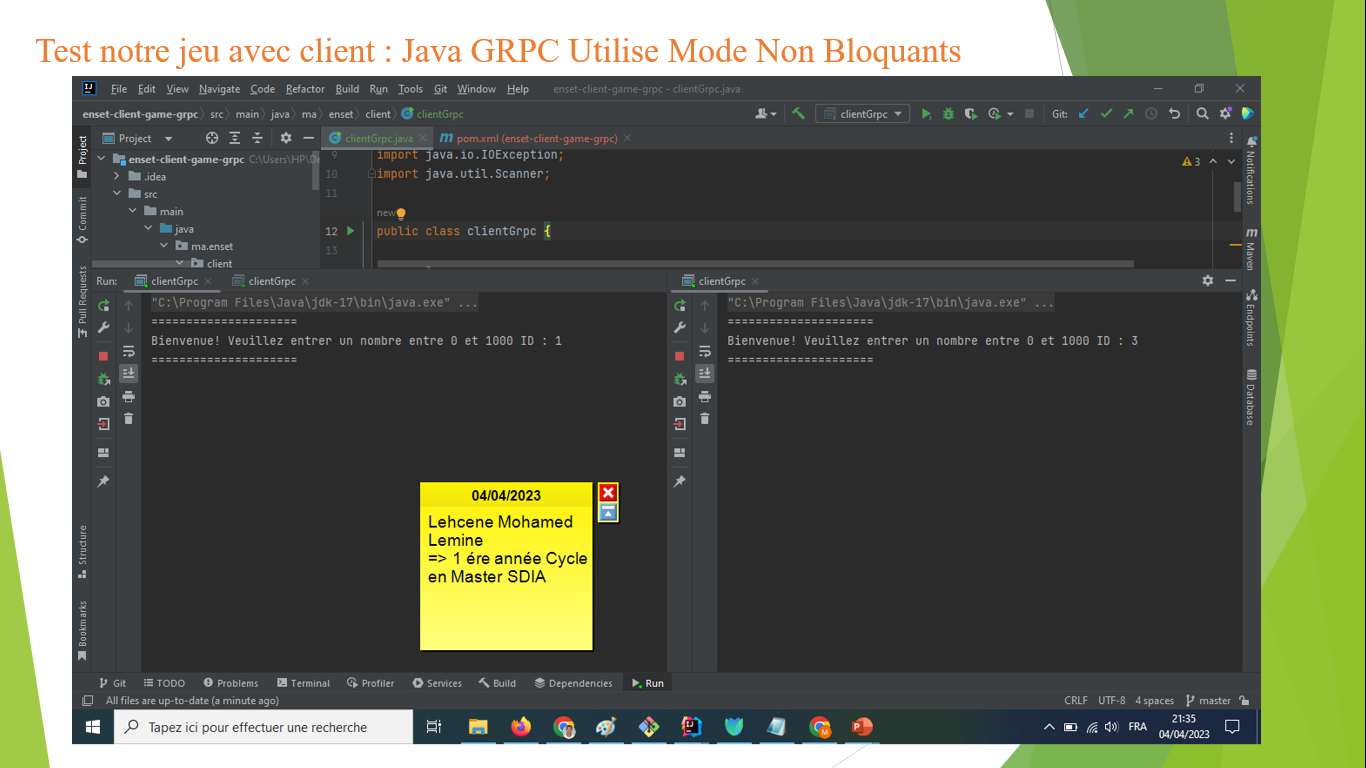 Test notre jeu avec client : Java GRPC Utilise Mode Non Bloquants
File Edit View Navigate Code Refactor Build Run Tools Git Window Help enset-client-game-grpc - clientGrpc.java
enset-client-game-grpc src main java ma enset client clientGrpc
clientGrpc Git:
Project
clientGrpc.java
pom.xml (enset-client-game-grpc)
enset-client-game-grpc C:\Users\HP\De
.idea
src
main
java
ma.enset
client
9 import java.io.IOException;
10 import java.util.Scanner;
11
new
12 public class clientGrpc {
13
3
Project
Commit
Pull Requests
Structure
Bookmarks
Notifications
Maven
Endpoints
Database
Run: clientGrpc clientGrpc
"C:\Program Files\Java\jdk-17\bin\java.exe" ...
=====================
Bienvenue! Veuillez entrer un nombre entre 0 et 1000 ID : 1
=====================
clientGrpc
"C:\Program Files\Java\jdk-17\bin\java.exe" ...
=====================
Bienvenue! Veuillez entrer un nombre entre 0 et 1000 ID : 3
=====================
04/04/2023
Lehcene Mohamed
Lemine
=> 1 ére année Cycle
en Master SDIA
Git TODO Problems Terminal Profiler Services Build Dependencies Run
All files are up-to-date (a minute ago)
CRLF UTF-8 4 spaces master
Tapez ici pour effectuer une recherche
FRA
21:35
04/04/2023